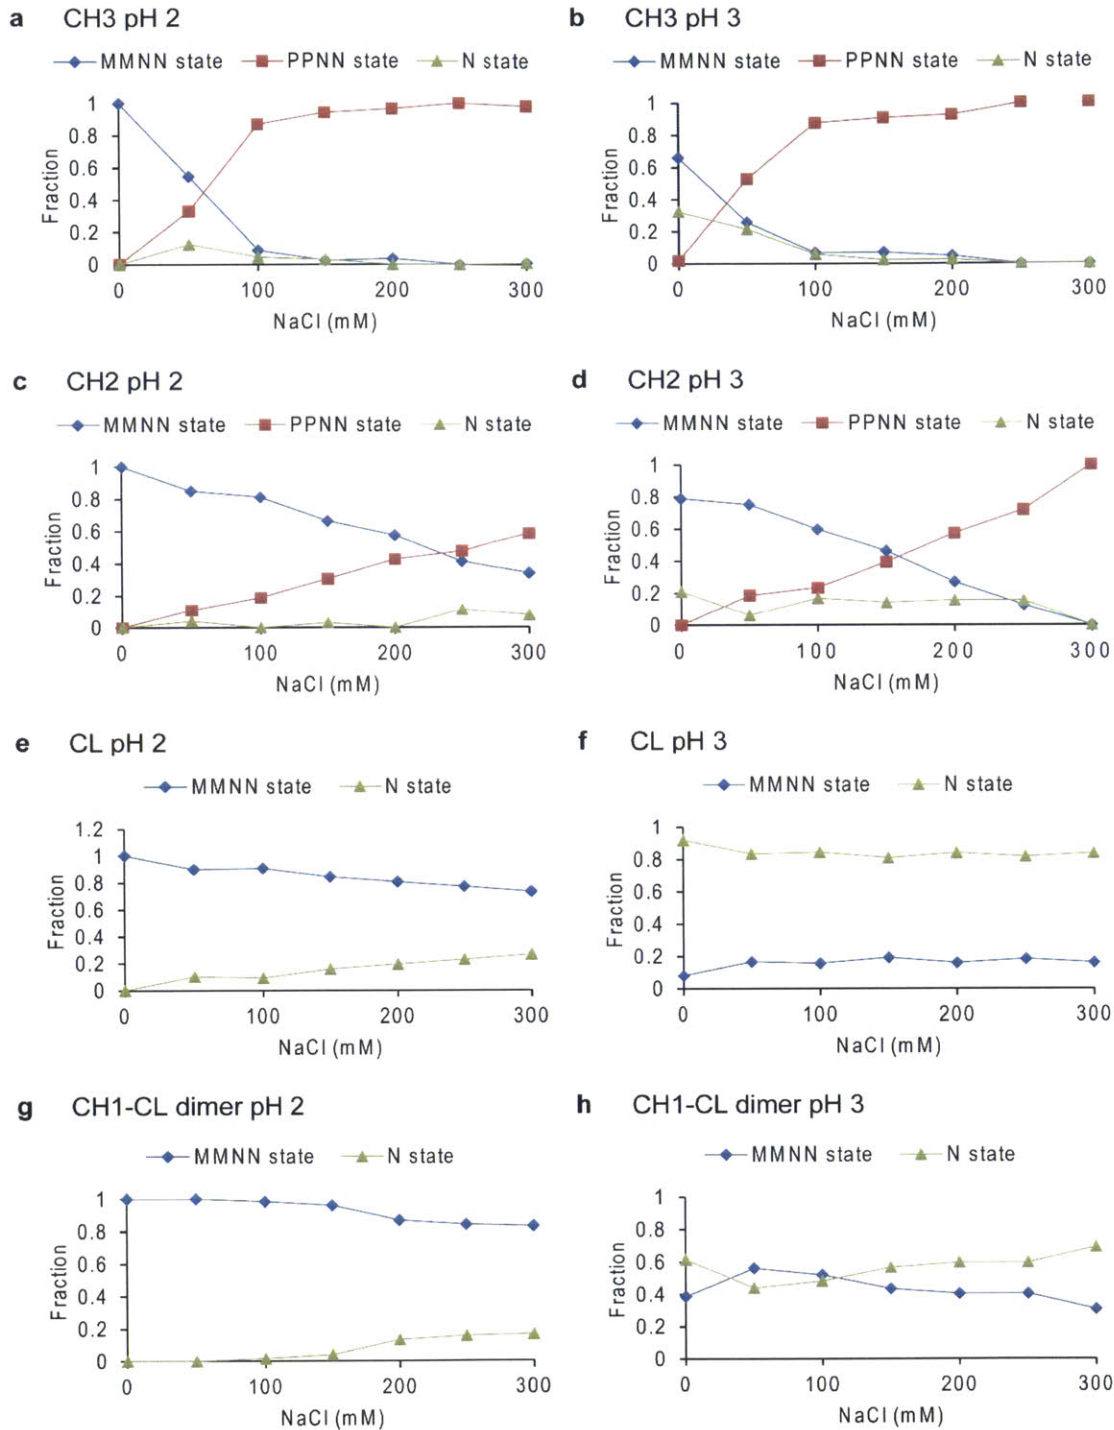 a CH3 pH 2
MMNN state PPNN state N state
1
0.8
0.6
0.4
0.2
0
Fraction
0 100 200 300
NaCl (mM)
b CH3 pH 3
MMNN state PPNN state N state
1
0.8
0.6
0.4
0.2
0
Fraction
0 100 200 300
NaCl (mM)
c CH2 pH 2
MMNN state PPNN state N state
1
0.8
0.6
0.4
0.2
0
Fraction
0 100 200 300
NaCl (mM)
d CH2 pH 3
MMNN state PPNN state N state
1
0.8
0.6
0.4
0.2
0
Fraction
0 100 200 300
NaCl (mM)
e CL pH 2
MMNN state N state
1.2
1
0.8
0.6
0.4
0.2
0
Fraction
0 100 200 300
NaCl (mM)
f CL pH 3
MMNN state N state
1
0.8
0.6
0.4
0.2
0
Fraction
0 100 200 300
NaCl (mM)
g CH1-CL dimer pH 2
MMNN state N state
1
0.8
0.6
0.4
0.2
0
Fraction
0 100 200 300
NaCl (mM)
h CH1-CL dimer pH 3
MMNN state N state
1
0.8
0.6
0.4
0.2
0
Fraction
0 100 200 300
NaCl (mM)